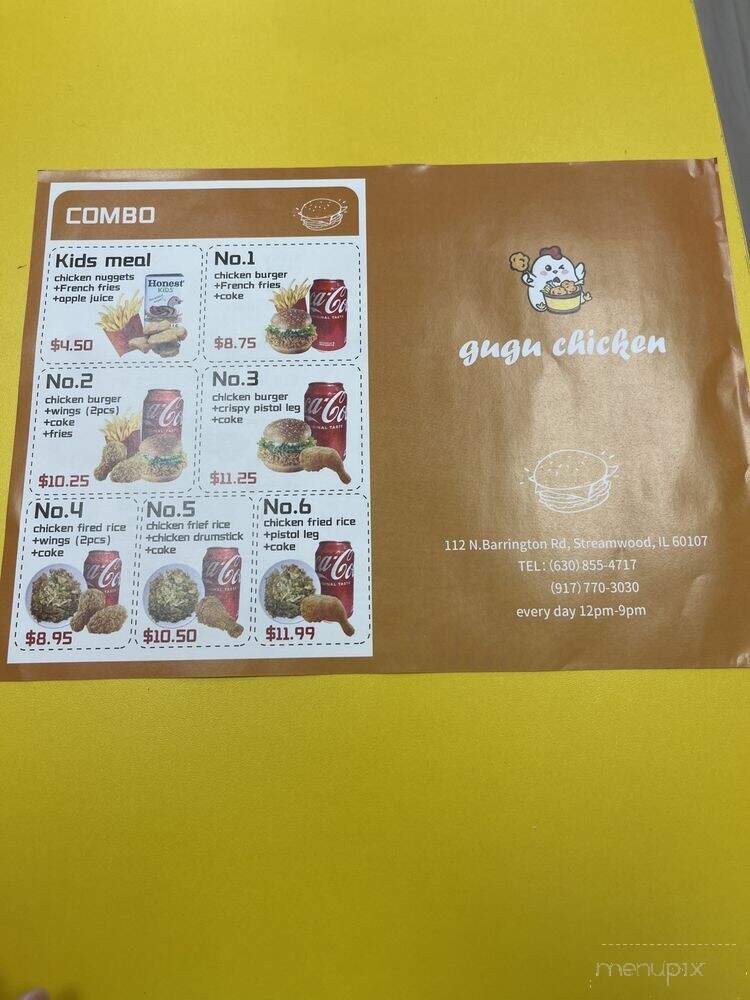 COMBO
Kids meal
chicken nuggets
+French fries
+apple juice
Honest
KIDS
$4.50
No.1
chicken burger
+French fries
+coke
$8.75
No.2
chicken burger
+wings (2pcs)
+coke
+fries
$10.25
No.3
chicken burger
+crispy pistol leg
+coke
$11.25
No.4
chicken fired rice
+wings (2pcs)
+coke
$8.95
No.5
chicken frief rice
+chicken drumstick
+coke
$10.50
No.6
chicken fried rice
+pistol leg
+coke
$11.99
gugu chicken
112 N.Barrington Rd, Streamwood, IL 60107
TEL: (630) 855-4717
(917) 770-3030
every day 12pm-9pm
menupix